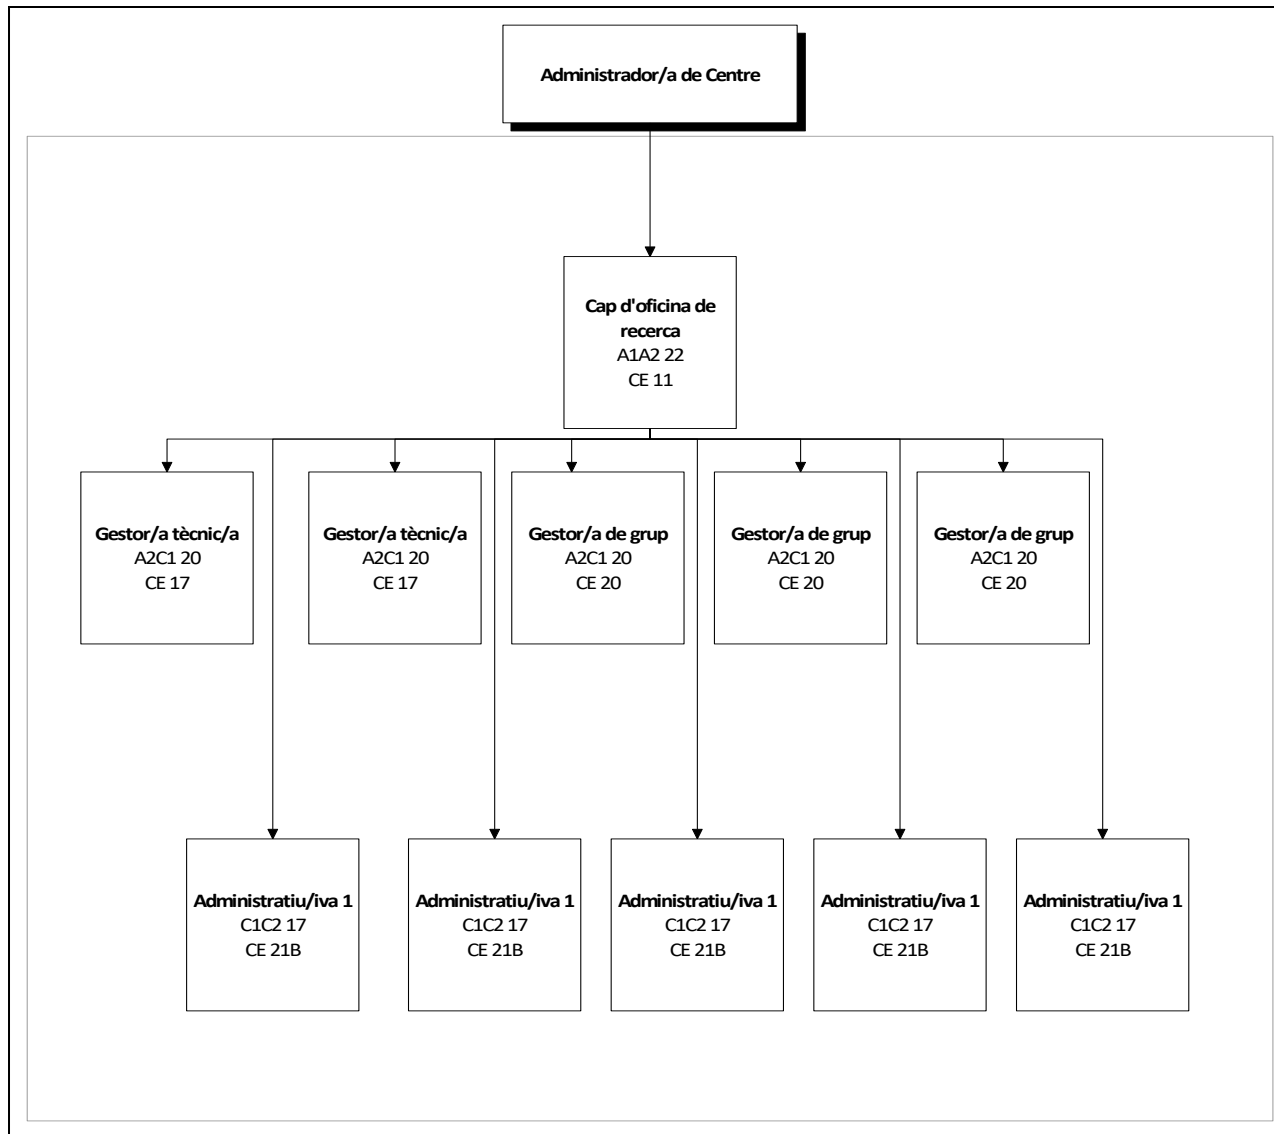 Administrador/a de Centre
Cap d'oficina de
recerca
A1A2 22
CE 11
Gestor/a tècnic/a
A2C1 20
CE 17
Gestor/a tècnic/a
A2C1 20
CE 17
Gestor/a de grup
A2C1 20
CE 20
Gestor/a de grup
A2C1 20
CE 20
Gestor/a de grup
A2C1 20
CE 20
Administratiu/iva 1
C1C2 17
CE 21B
Administratiu/iva 1
C1C2 17
CE 21B
Administratiu/iva 1
C1C2 17
CE 21B
Administratiu/iva 1
C1C2 17
CE 21B
Administratiu/iva 1
C1C2 17
CE 21B